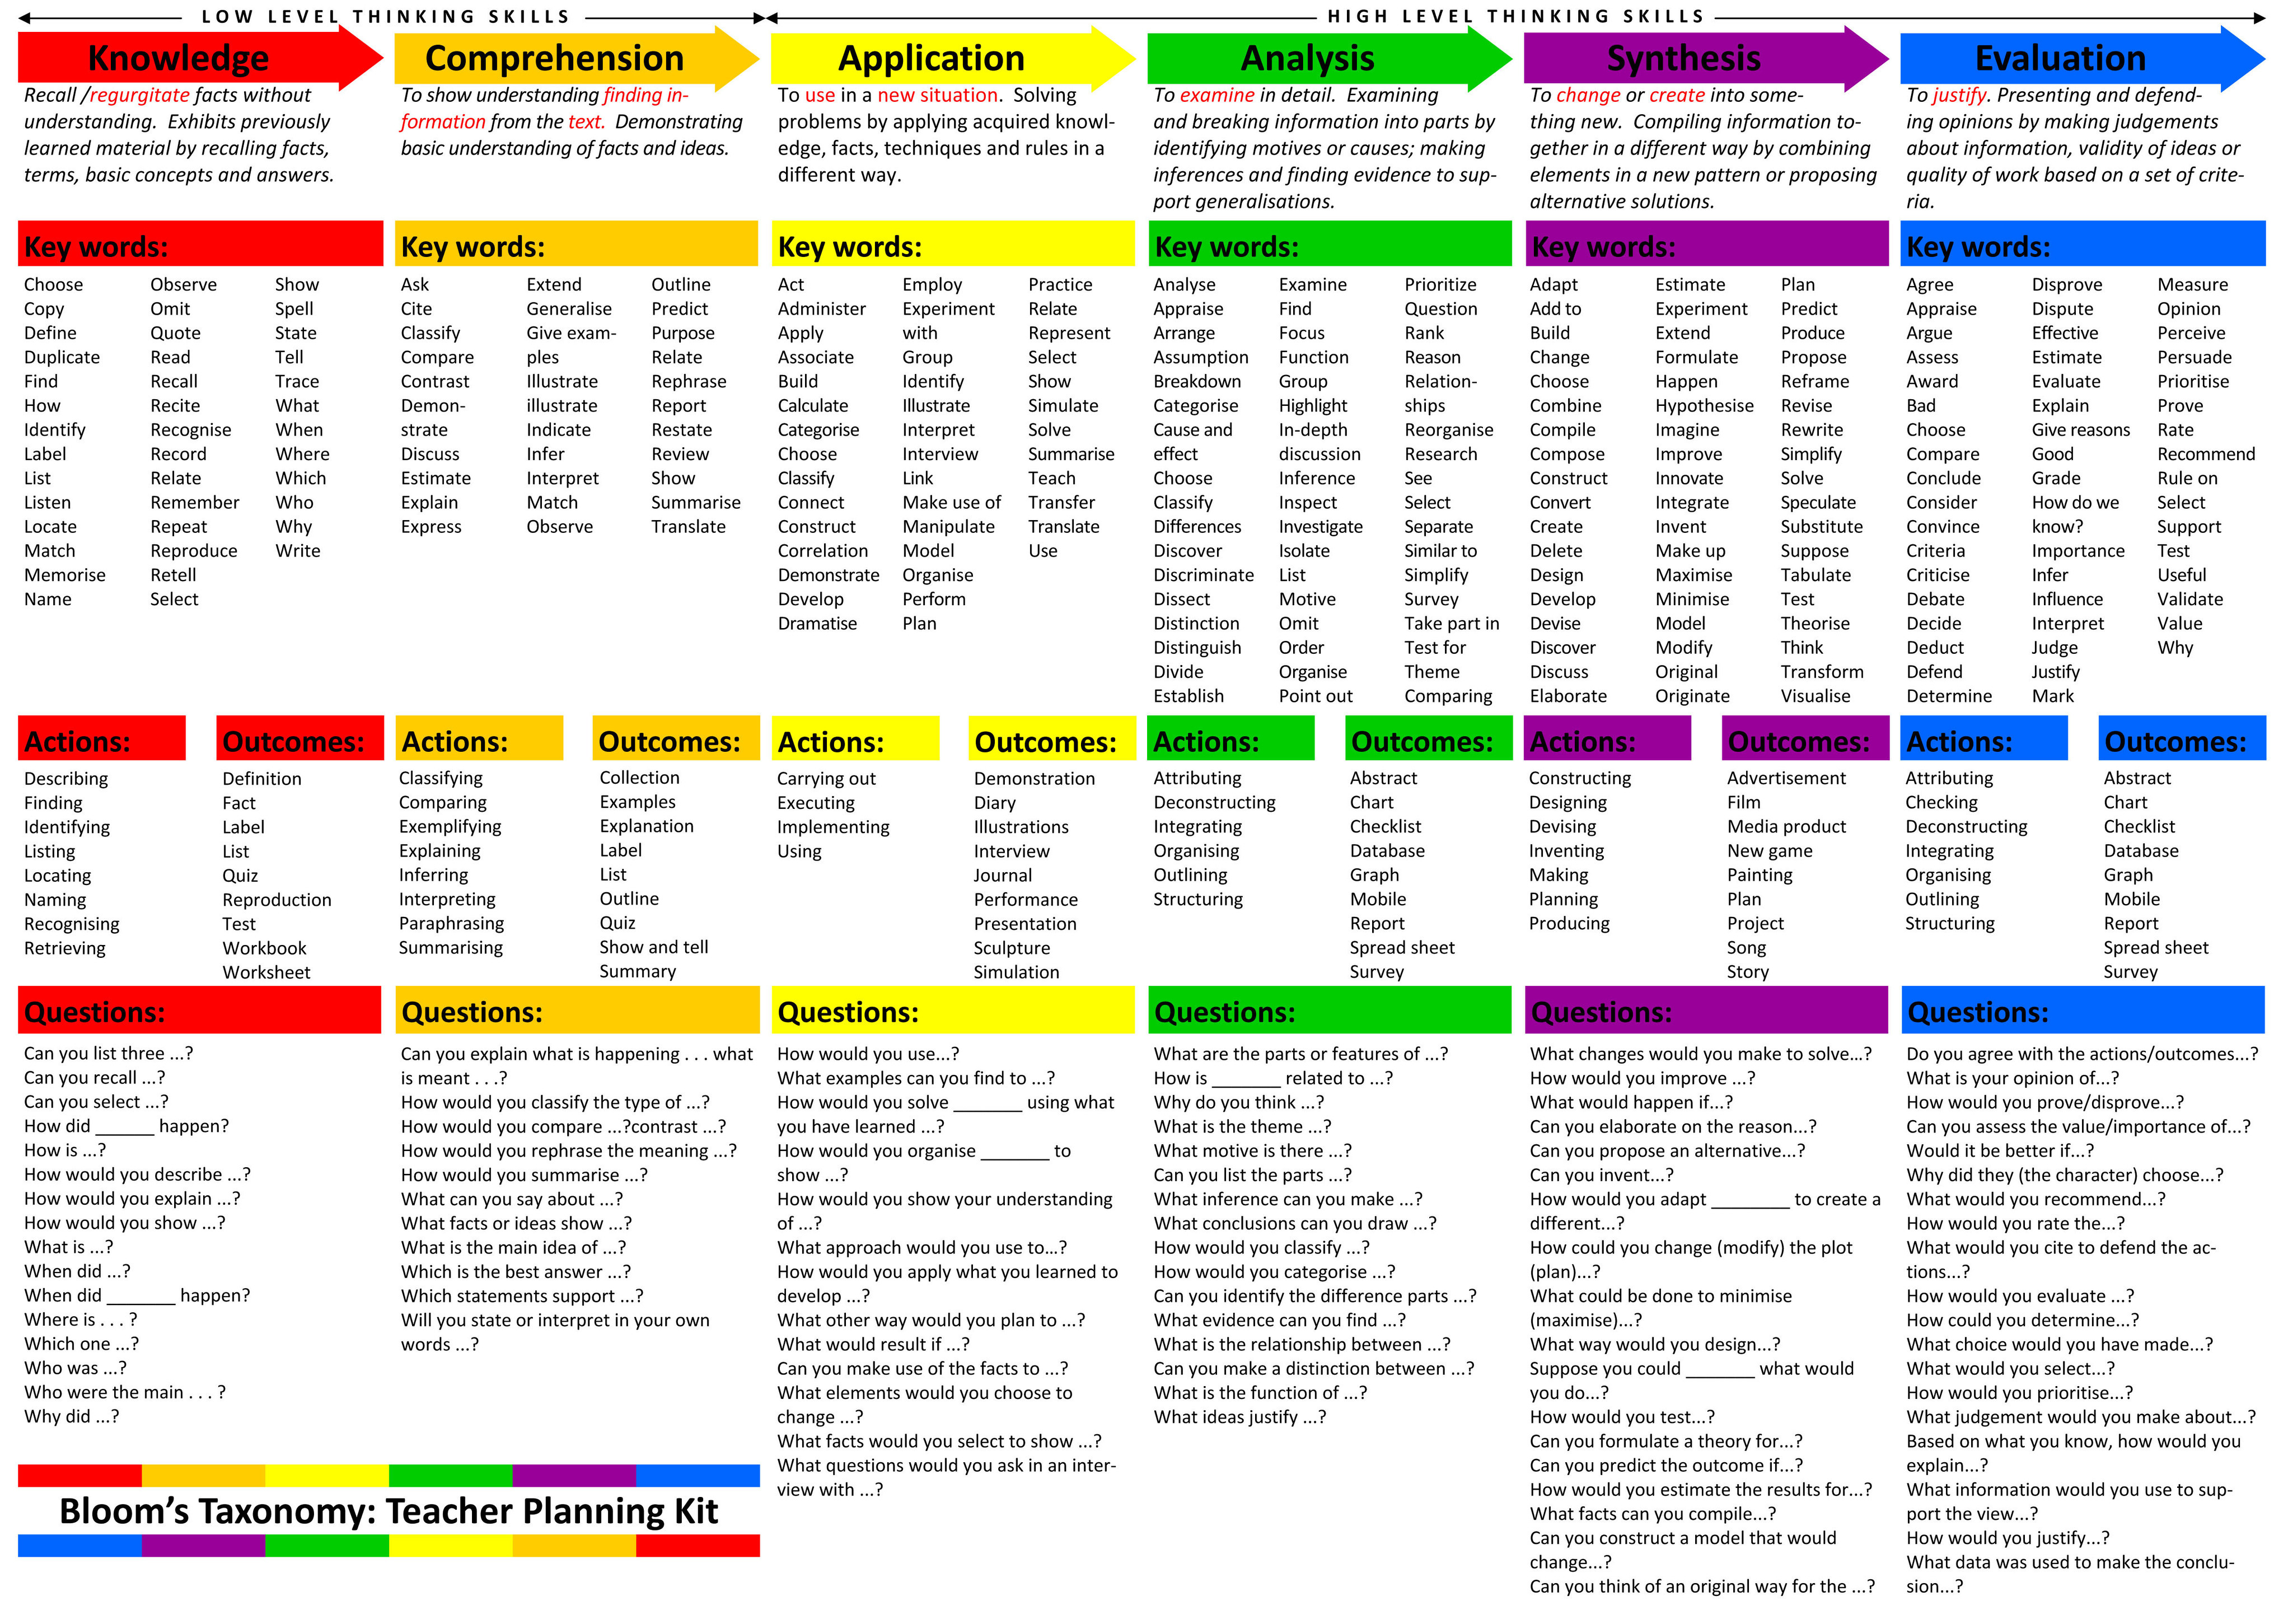 LOW LEVEL THINKING SKILLS
HIGH LEVEL THINKING SKILLS
Knowledge
Recall /regurgitate facts without
understanding. Exhibits previously
learned material by recalling facts,
terms, basic concepts and answers.
Key words:
Choose
Copy
Define
Duplicate
Find
How
Identify
Label
List
Listen
Locate
Match
Memorise
Name
Observe
Omit
Quote
Read
Recall
Recite
Recognise
Record
Relate
Remember
Repeat
Reproduce
Retell
Select
Show
Spell
State
Tell
Trace
What
When
Where
Which
Who
Why
Write
Actions:
Describing
Finding
Identifying
Listing
Locating
Naming
Recognising
Retrieving
Outcomes:
Definition
Fact
Label
List
Quiz
Reproduction
Test
Workbook
Worksheet
Questions:
Can you list three ...?
Can you recall ...?
Can you select ...?
How did ______ happen?
How is ...?
How would you describe ...?
How would you explain ...?
How would you show ...?
What is ...?
When did ...?
When did _______ happen?
Where is . . . ?
Which one ...?
Who was ...?
Who were the main . . . ?
Why did ...?
Comprehension
To show understanding finding in-
formation from the text. Demonstrating
basic understanding of facts and ideas.
Key words:
Ask
Cite
Classify
Compare
Contrast
Demon-
strate
Discuss
Estimate
Explain
Express
Extend
Generalise
Give exam-
ples
Illustrate
illustrate
Indicate
Infer
Interpret
Match
Observe
Outline
Predict
Purpose
Relate
Rephrase
Report
Restate
Review
Show
Summarise
Translate
Actions:
Classifying
Comparing
Exemplifying
Explaining
Inferring
Interpreting
Paraphrasing
Summarising
Outcomes:
Collection
Examples
Explanation
Label
List
Outline
Quiz
Show and tell
Summary
Questions:
Can you explain what is happening . . . what
is meant . . .?
How would you classify the type of ...?
How would you compare ...?contrast ...?
How would you rephrase the meaning ...?
How would you summarise ...?
What can you say about ...?
What facts or ideas show ...?
What is the main idea of ...?
Which is the best answer ...?
Which statements support ...?
Will you state or interpret in your own
words ...?
Application
To use in a new situation. Solving
problems by applying acquired knowl-
edge, facts, techniques and rules in a
different way.
Key words:
Act
Administer
Apply
Associate
Build
Calculate
Categorise
Choose
Classify
Connect
Construct
Correlation
Demonstrate
Develop
Dramatise
Employ
Experiment
with
Group
Identify
Illustrate
Interpret
Interview
Link
Make use of
Manipulate
Model
Organise
Perform
Plan
Practice
Relate
Represent
Select
Show
Simulate
Solve
Summarise
Teach
Transfer
Translate
Use
Actions:
Carrying out
Executing
Implementing
Using
Outcomes:
Demonstration
Diary
Illustrations
Interview
Journal
Performance
Presentation
Sculpture
Simulation
Questions:
How would you use...?
What examples can you find to ...?
How would you solve _______ using what
you have learned ...?
How would you organise _______ to
show ...?
How would you show your understanding
of ...?
What approach would you use to...?
How would you apply what you learned to
develop ...?
What other way would you plan to ...?
What would result if ...?
Can you make use of the facts to ...?
What elements would you choose to
change ...?
What facts would you select to show ...?
What questions would you ask in an inter-
view with ...?
Analysis
To examine in detail. Examining
and breaking information into parts by
identifying motives or causes; making
inferences and finding evidence to sup-
port generalisations.
Key words:
Analyse
Appraise
Arrange
Assumption
Breakdown
Categorise
Cause and
effect
Choose
Classify
Differences
Discover
Discriminate
Dissect
Distinction
Distinguish
Divide
Establish
Examine
Find
Focus
Function
Group
Highlight
In-depth
discussion
Inference
Inspect
Investigate
Isolate
List
Motive
Omit
Order
Organise
Point out
Prioritize
Question
Rank
Reason
Relation-
ships
Reorganise
Research
See
Select
Separate
Similar to
Simplify
Survey
Take part in
Test for
Theme
Comparing
Actions:
Attributing
Deconstructing
Integrating
Organising
Outlining
Structuring
Outcomes:
Abstract
Chart
Checklist
Database
Graph
Mobile
Report
Spread sheet
Survey
Questions:
What are the parts or features of ...?
How is _______ related to ...?
Why do you think ...?
What is the theme ...?
What motive is there ...?
Can you list the parts ...?
What inference can you make ...?
What conclusions can you draw ...?
How would you classify ...?
How would you categorise ...?
Can you identify the difference parts ...?
What evidence can you find ...?
What is the relationship between ...?
Can you make a distinction between ...?
What is the function of ...?
What ideas justify ...?
Synthesis
To change or create into some-
thing new. Compiling information to-
gether in a different way by combining
elements in a new pattern or proposing
alternative solutions.
Key words:
Adapt
Add to
Build
Change
Choose
Combine
Compile
Compose
Construct
Convert
Create
Delete
Design
Develop
Devise
Discover
Discuss
Elaborate
Estimate
Experiment
Extend
Formulate
Happen
Hypothesise
Imagine
Improve
Innovate
Integrate
Invent
Make up
Maximise
Minimise
Model
Modify
Original
Originate
Plan
Predict
Produce
Propose
Reframe
Revise
Rewrite
Simplify
Solve
Speculate
Substitute
Suppose
Tabulate
Test
Theorise
Think
Transform
Visualise
Actions:
Constructing
Designing
Devising
Inventing
Making
Planning
Producing
Outcomes:
Advertisement
Film
Media product
New game
Painting
Plan
Project
Song
Story
Questions:
What changes would you make to solve...?
How would you improve ...?
What would happen if...?
Can you elaborate on the reason...?
Can you propose an alternative...?
Can you invent...?
How would you adapt ________ to create a
different...?
How could you change (modify) the plot
(plan)...?
What could be done to minimise
(maximise)...?
What way would you design...?
Suppose you could _______ what would
you do...?
How would you test...?
Can you formulate a theory for...?
Can you predict the outcome if...?
How would you estimate the results for...?
What facts can you compile...?
Can you construct a model that would
change...?
Can you think of an original way for the ...?
Evaluation
To justify. Presenting and defend-
ing opinions by making judgements
about information, validity of ideas or
quality of work based on a set of crite-
ria.
Key words:
Agree
Appraise
Argue
Assess
Award
Bad
Choose
Compare
Conclude
Consider
Convince
Criteria
Criticise
Debate
Decide
Deduct
Defend
Determine
Disprove
Dispute
Effective
Estimate
Evaluate
Explain
Give reasons
Good
Grade
How do we
know?
Importance
Infer
Influence
Interpret
Judge
Justify
Mark
Measure
Opinion
Perceive
Persuade
Prioritise
Prove
Rate
Recommend
Rule on
Select
Support
Test
Useful
Validate
Value
Why
Actions:
Attributing
Checking
Deconstructing
Integrating
Organising
Outlining
Structuring
Outcomes:
Abstract
Chart
Checklist
Database
Graph
Mobile
Report
Spread sheet
Survey
Questions:
Do you agree with the actions/outcomes...?
What is your opinion of...?
How would you prove/disprove...?
Can you assess the value/importance of...?
Would it be better if...?
Why did they (the character) choose...?
What would you recommend...?
How would you rate the...?
What would you cite to defend the ac-
tions...?
How would you evaluate ...?
How could you determine...?
What choice would you have made...?
What would you select...?
How would you prioritise...?
What judgement would you make about...?
Based on what you know, how would you
explain...?
What information would you use to sup-
port the view...?
How would you justify...?
What data was used to make the conclu-
sion...?
Bloom's Taxonomy: Teacher Planning Kit